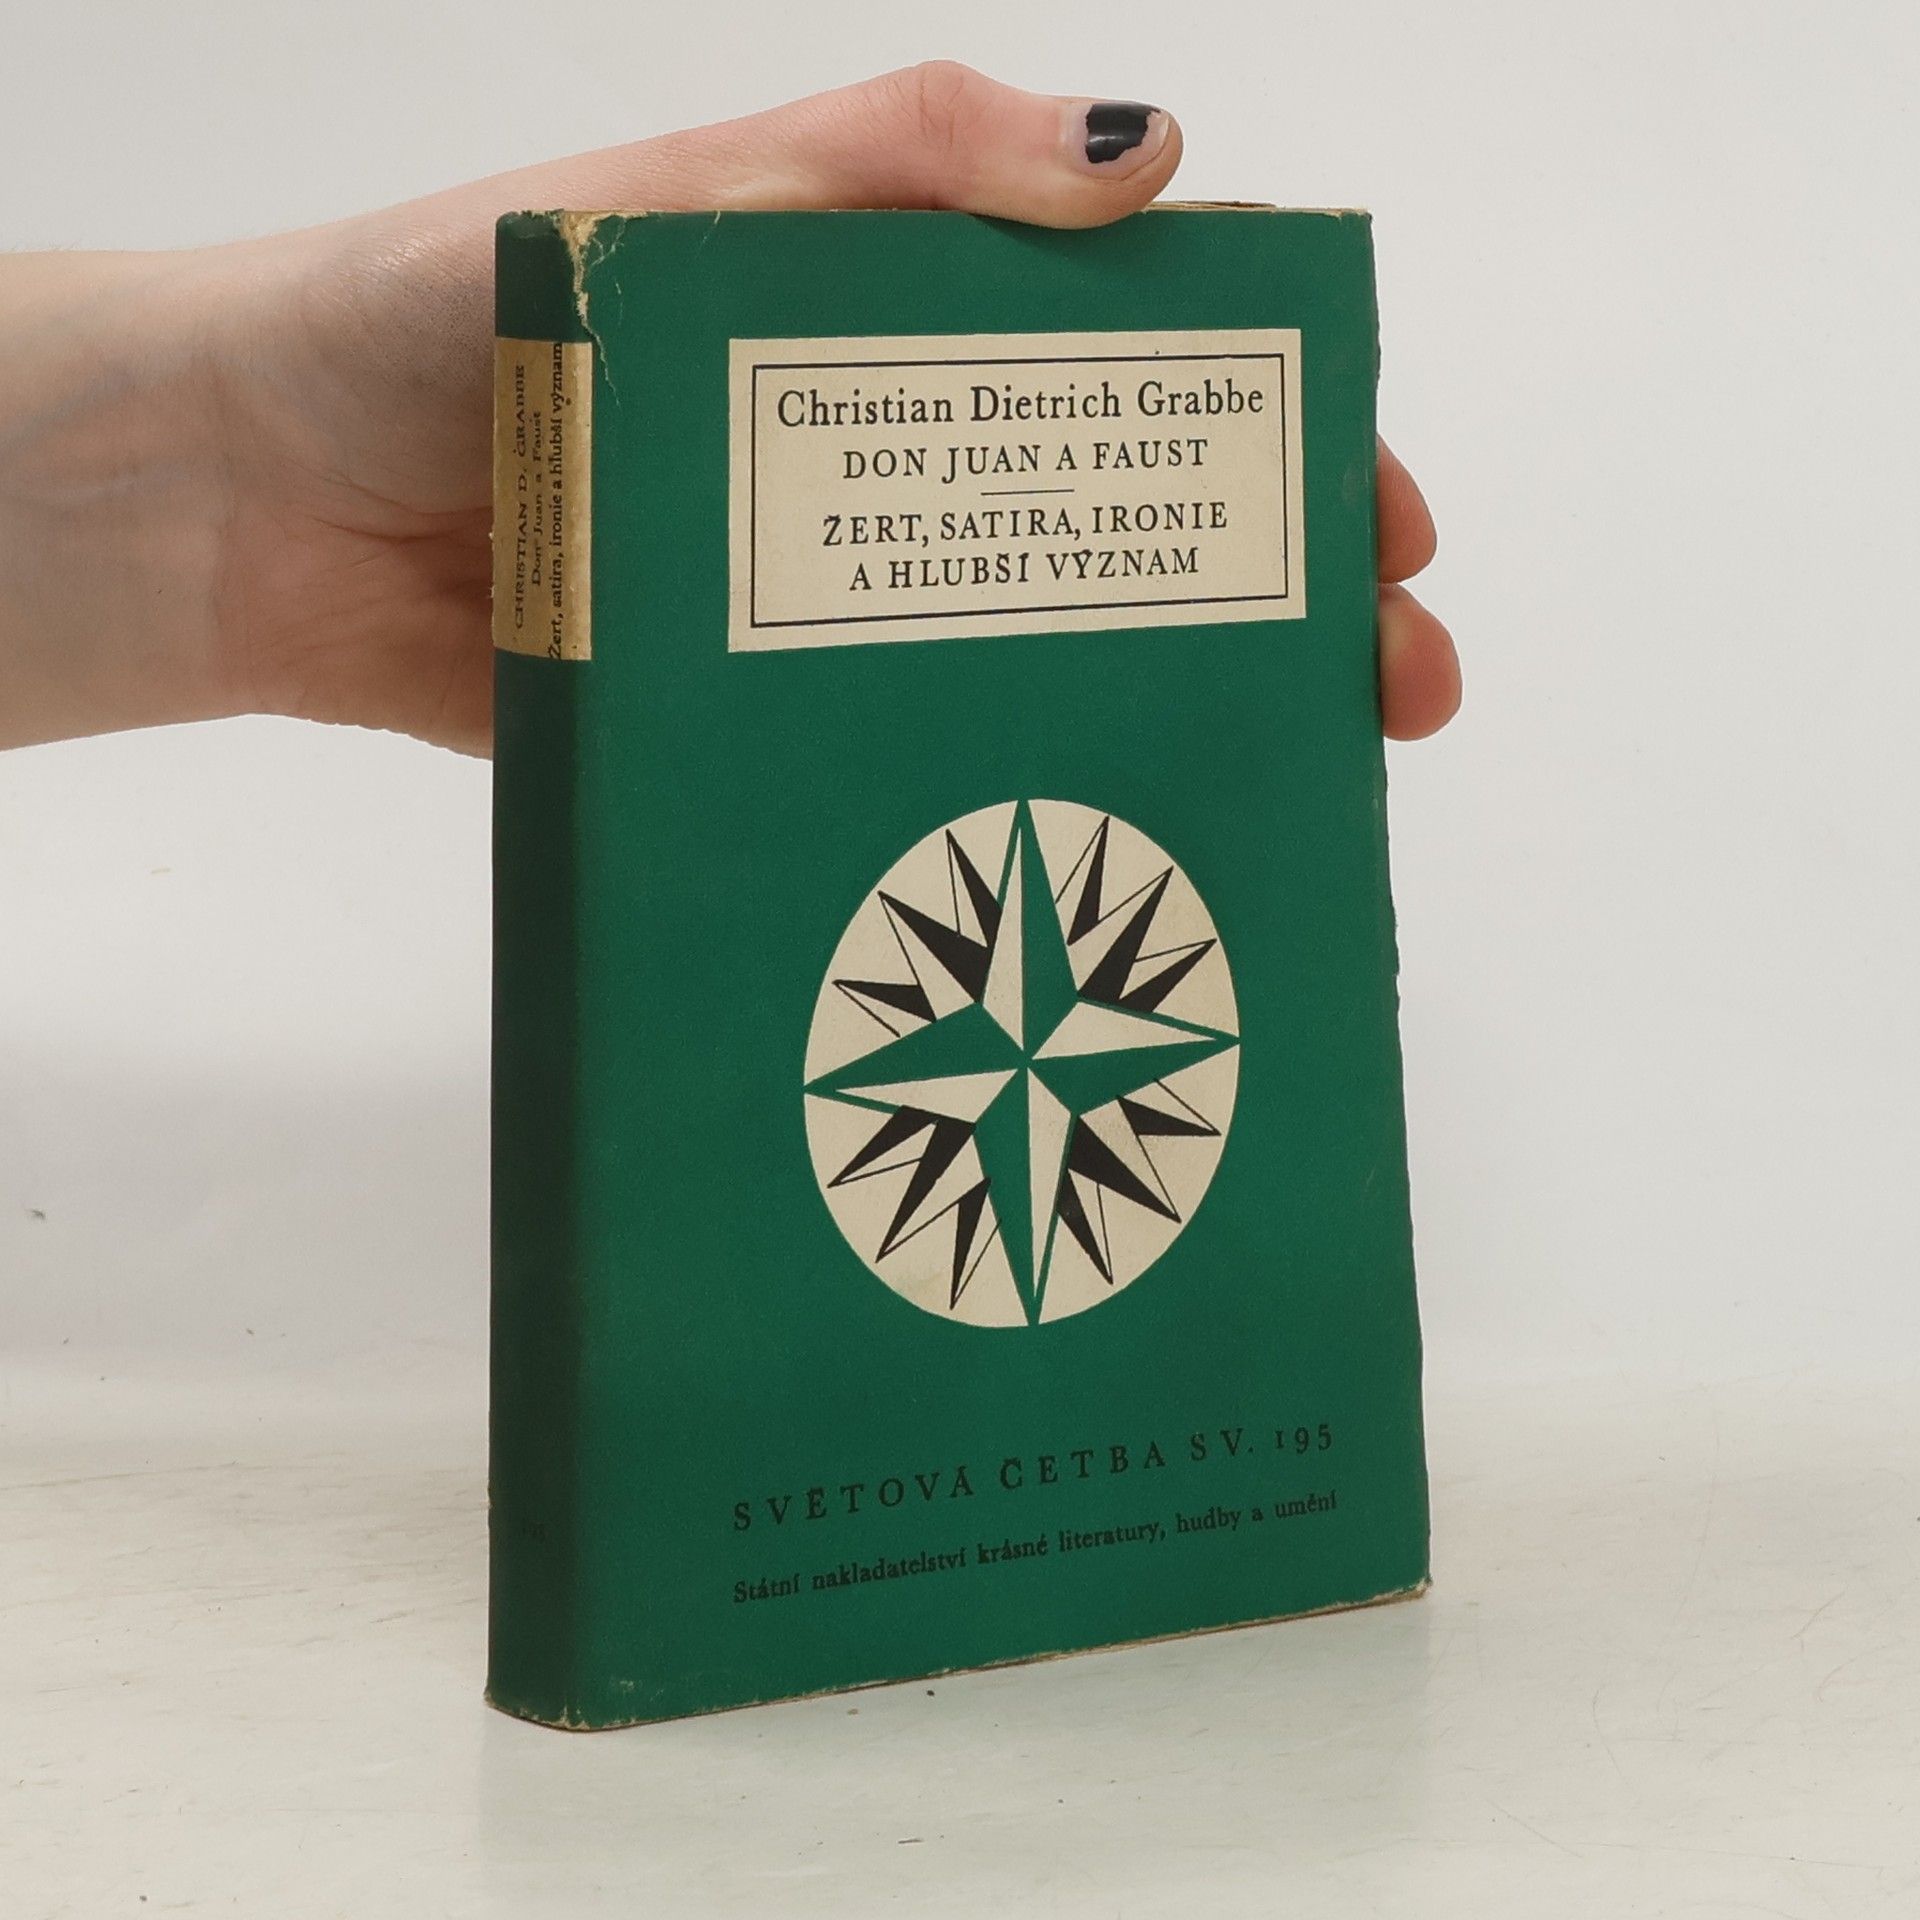 Christian Dietrich Grabbe
DON JUAN A FAUST
ŽERT, SATIRA, IRONIE
A HLUBŠÍ VÝZNAM
CHRISTIAN D. GRABBE
Don Juan a Faust
Žert, satira, ironie a hlubší význam
SVĚTOVÁ ČETBA SV. 195
Státní nakladatelství krásné literatury, hudby a umění